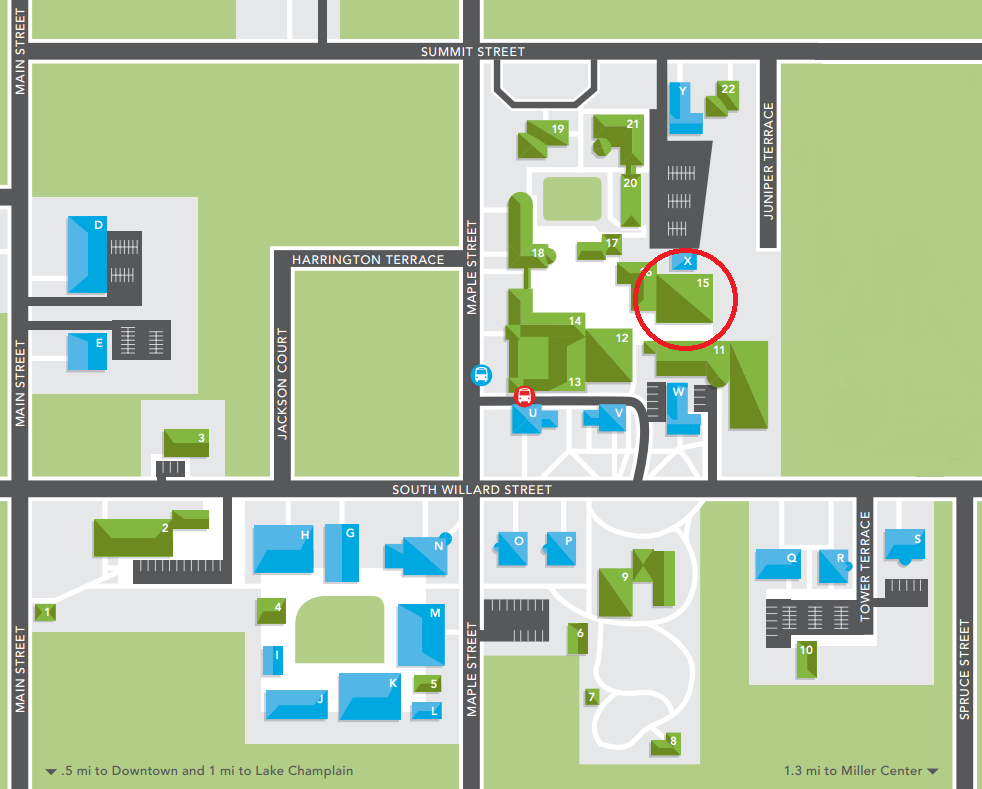 MAIN STREET
SUMMIT STREET
Y
22
19
21
JUNIPER TERRACE
20
D
17
18
HARRINGTON TERRACE
MAPLE STREET
X
16
15
14
12
13
11
E
MAIN STREET
JACKSON COURT
W
U
V
3
SOUTH WILLARD STREET
2
H
G
N
O
P
Q
R
S
TOWER TERRACE
9
1
4
M
6
I
10
MAIN STREET
MAPLE STREET
SPRUCE STREET
J
K
5
L
7
8
.5 mi to Downtown and 1 mi to Lake Champlain
1.3 mi to Miller Center